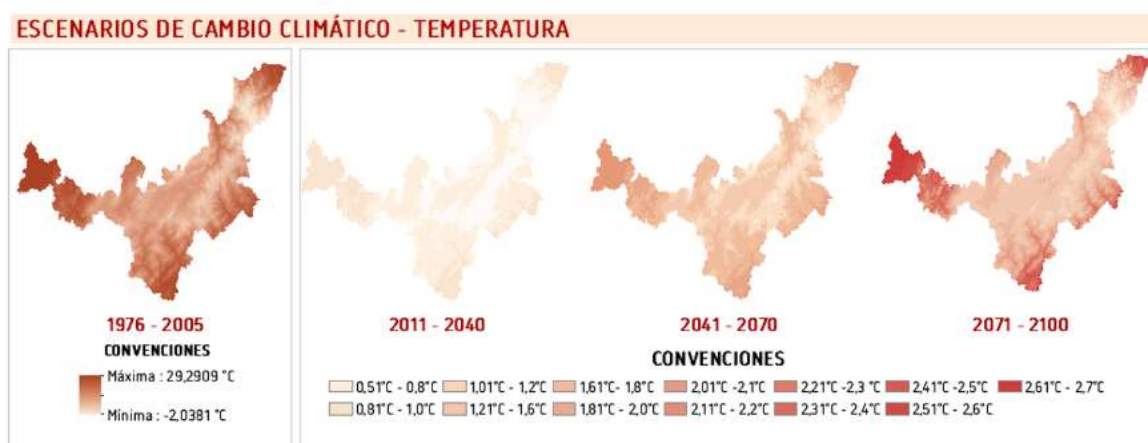 ESCENARIOS DE CAMBIO CLIMÁTICO - TEMPERATURA
1976 - 2005
CONVENCIONES
Máxima : 29,2909 °C
Mínima : -2,0381 °C
2011 - 2040
2041 - 2070
2071 - 2100
CONVENCIONES
0,51°C - 0,8°C
1,01°C - 1,2°C
1,61°C- 1,8°C
2,01°C -2,1°C
2,21°C -2,3 °C
2,41°C -2,5°C
2,61°C - 2,7°C
0,81°C - 1,0°C
1,21°C - 1,6°C
1,81°C - 2,0°C
2,11°C - 2,2°C
2,31°C - 2,4°C
2,51°C - 2,6°C